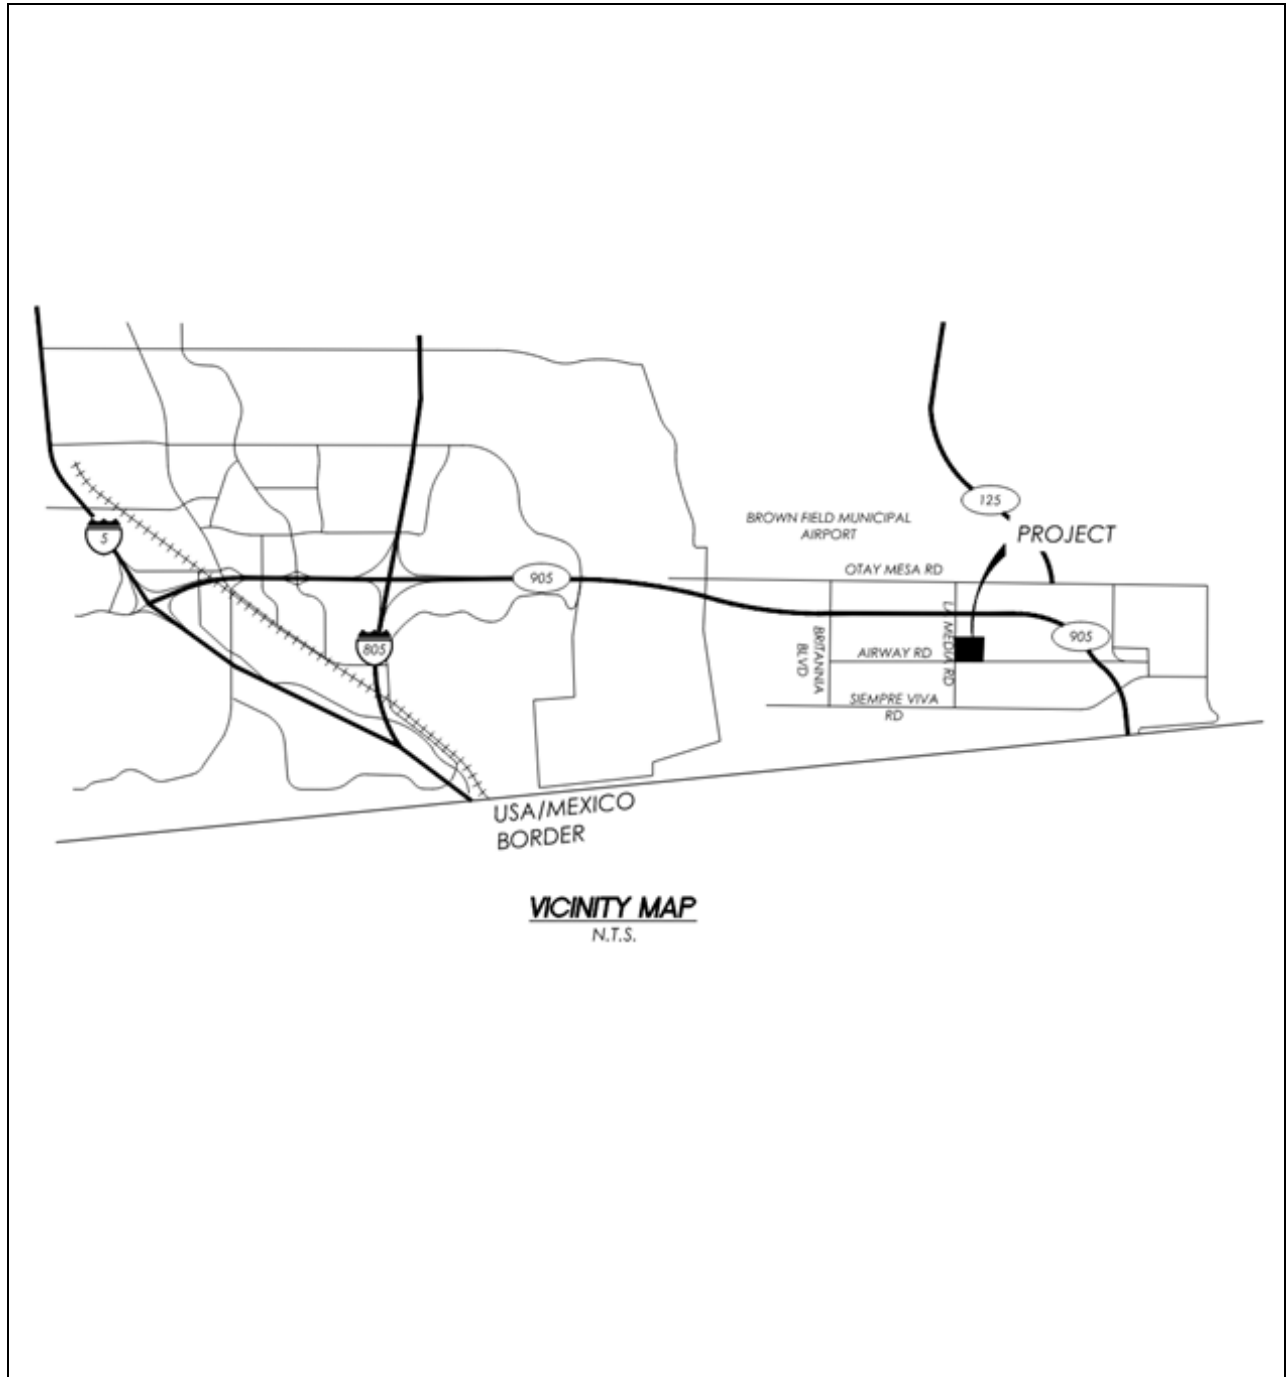 125
BROWN FIELD MUNICIPAL
AIRPORT
PROJECT
5
OTAY MESA RD
905
LA MEDIA RD
905
BRITANNIA
BLVD
805
AIRWAY RD
SIEMPRE VIVA
RD
USA/MEXICO
BORDER
VICINITY MAP
N.T.S.